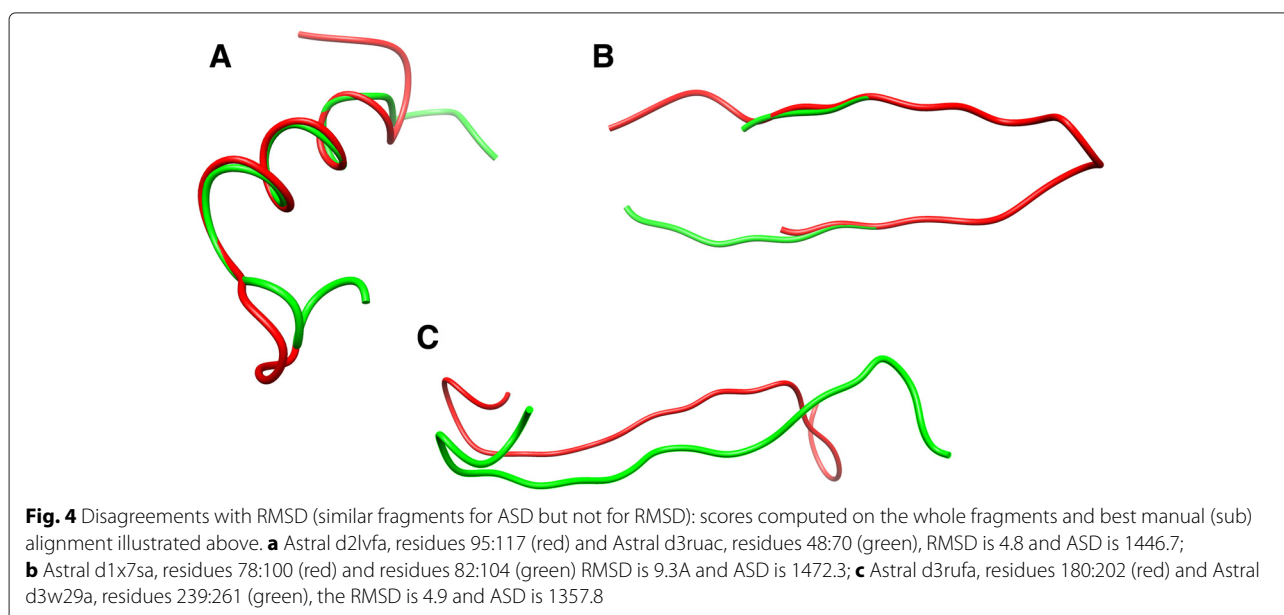 A
B
C
Fig. 4 Disagreements with RMSD (similar fragments for ASD but not for RMSD): scores computed on the whole fragments and best manual (sub)
alignment illustrated above. a Astral d2lvfa, residues 95:117 (red) and Astral d3ruac, residues 48:70 (green), RMSD is 4.8 and ASD is 1446.7;
b Astral d1x7sa, residues 78:100 (red) and residues 82:104 (green) RMSD is 9.3A and ASD is 1472.3; c Astral d3rufa, residues 180:202 (red) and Astral
d3w29a, residues 239:261 (green), the RMSD is 4.9 and ASD is 1357.8